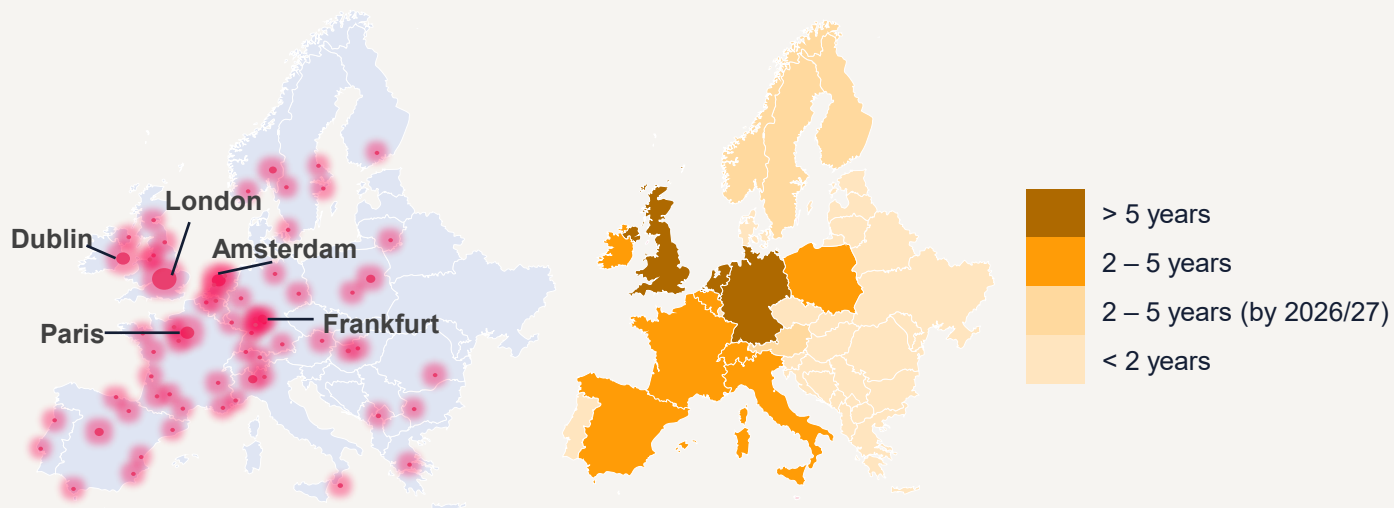 London
Dublin
Amsterdam
Paris
Frankfurt
> 5 years
2 – 5 years
2 – 5 years (by 2026/27)
< 2 years